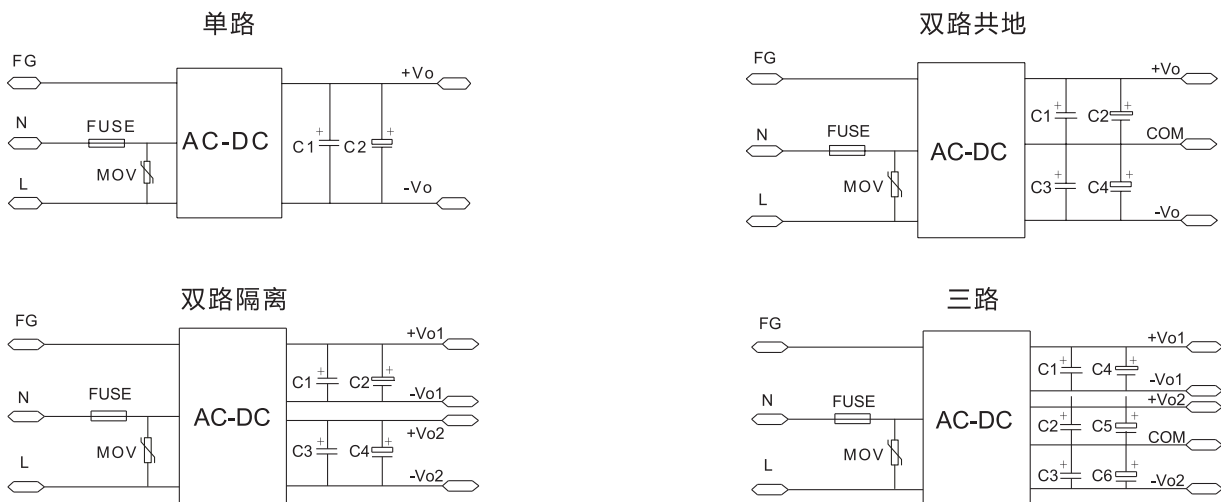 单路
FG
N
FUSE
MOV
L
AC-DC
C1
+
C2
+
+Vo
-Vo
双路共地
FG
N
FUSE
MOV
L
AC-DC
C1
+
C2
+
C3
+
C4
+
+Vo
COM
-Vo
双路隔离
FG
N
FUSE
MOV
L
AC-DC
C1
+
C2
+
C3
+
C4
+
+Vo1
-Vo1
+Vo2
-Vo2
三路
FG
N
FUSE
MOV
L
AC-DC
C1
+
C4
+
C2
+
C5
+
C3
+
C6
+
+Vo1
-Vo1
+Vo2
COM
-Vo2